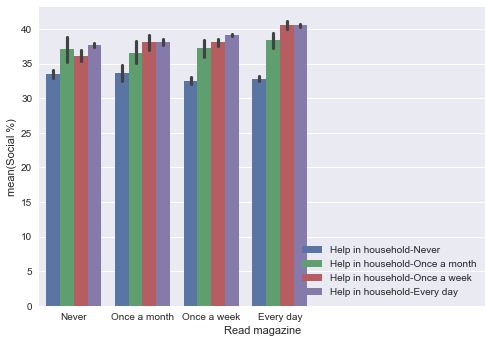 40
35
30
25
20
15
10
5
0
mean(Social %)
Never
Once a month
Once a week
Every day
Read magazine
Help in household-Never
Help in household-Once a month
Help in household-Once a week
Help in household-Every day